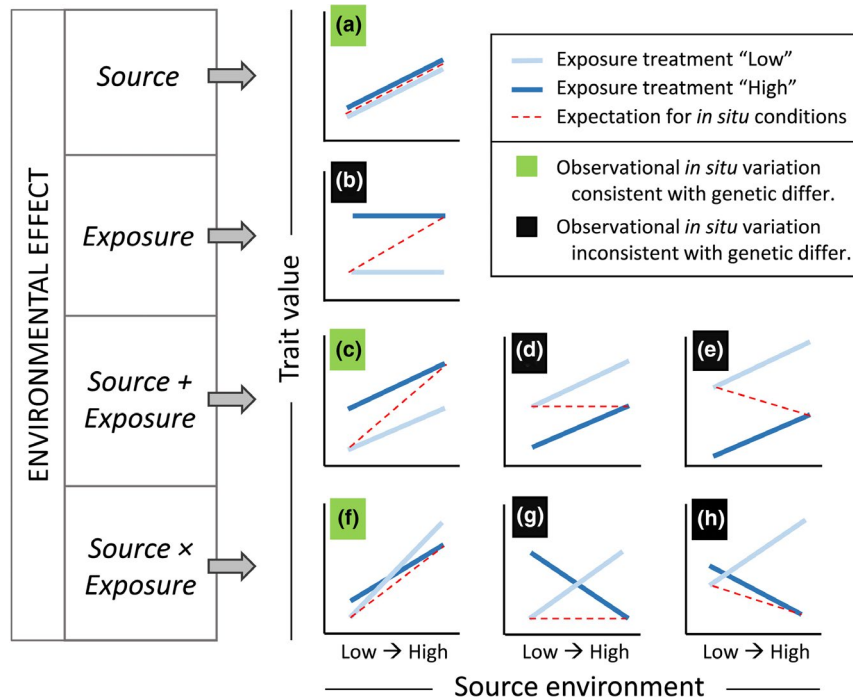 ENVIRONMENTAL EFFECT
Source
Exposure
Source +
Exposure
Source ×
Exposure
Trait value
(a)
(b)
(c)
(d)
(e)
(f)
(g)
(h)
Exposure treatment “Low”
Exposure treatment “High”
Expectation for in situ conditions
Observational in situ variation
consistent with genetic differ.
Observational in situ variation
inconsistent with genetic differ.
Low → High
Low → High
Low → High
Source environment